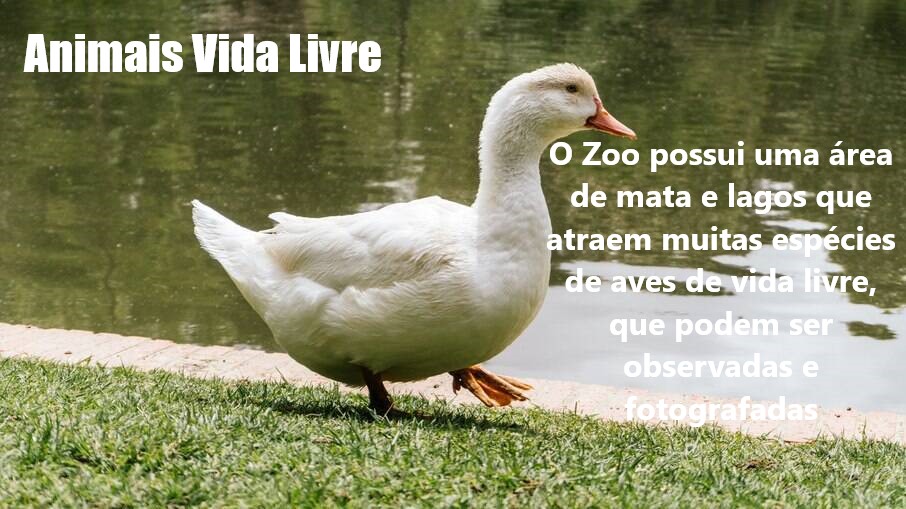 Animais Vida Livre
O Zoo possui uma área
de mata e lagos que
atraem muitas espécies
de aves de vida livre,
que podem ser
observadas e
fotografadas